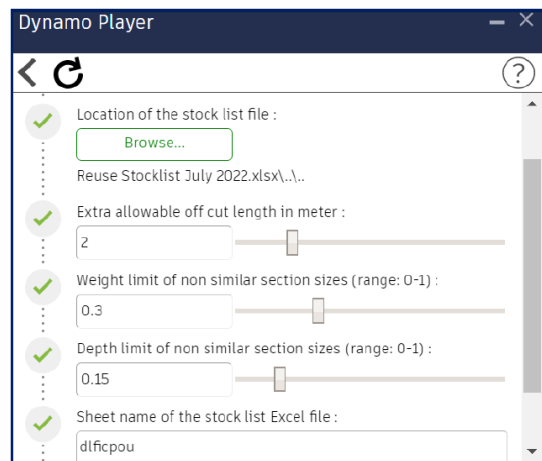 Dynamo Player
?
Location of the stock list file :
Browse...
Reuse Stocklist July 2022.xlsx\..\..
Extra allowable off cut length in meter :
2
Weight limit of non similar section sizes (range: 0-1) :
0.3
Depth limit of non similar section sizes (range: 0-1) :
0.15
Sheet name of the stock list Excel file :
dlficpou